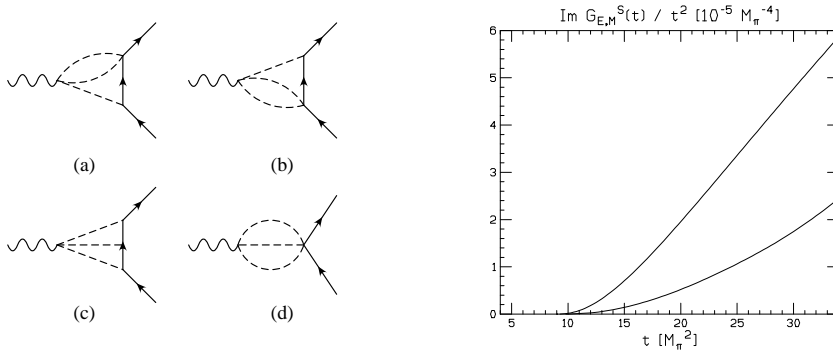 (a)
(b)
(c)
(d)
Im G_{E,M}^S(t) / t^2 [10^{-5} M_π^{-4}]
6
5
4
3
2
1
0
5 10 15 20 25 30
t [M_π^2]